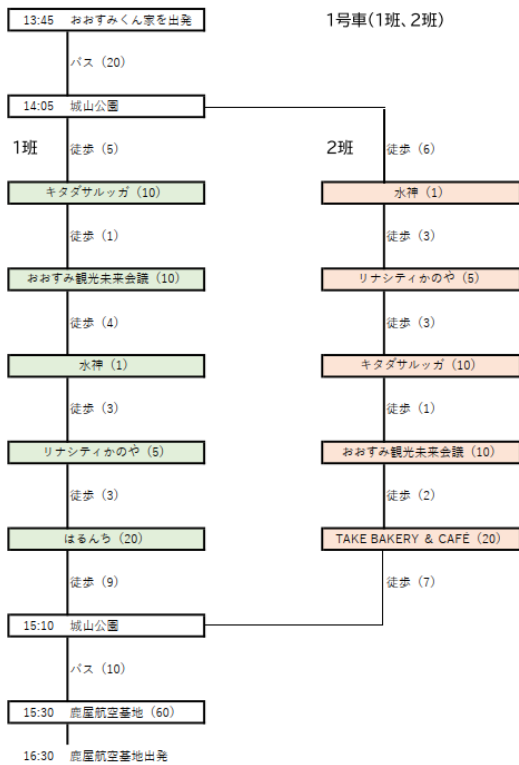 13:45 おおすみくん家を出発
1号車(1班、2班)
バス（20）
14:05 城山公園
1班
徒歩（5）
2班
徒歩（6）
キタダサルッガ（10）
水神（1）
徒歩（1）
徒歩（3）
おおすみ観光未来会議（10）
リナシティかのや（5）
徒歩（4）
徒歩（3）
水神（1）
キタダサルッガ（10）
徒歩（3）
徒歩（1）
リナシティかのや（5）
おおすみ観光未来会議（10）
徒歩（3）
徒歩（2）
はるんち（20）
TAKE BAKERY & CAFÉ（20）
徒歩（9）
徒歩（7）
15:10 城山公園
バス（10）
15:30 鹿屋航空基地（60）
16:30 鹿屋航空基地出発